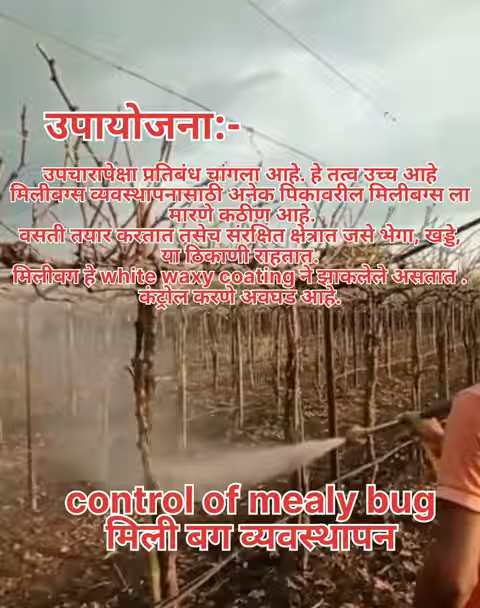 उपायोजना:-
उपचारापेक्षा प्रतिबंध चांगला आहे. हे तत्व उच्च आहे
मिलीबग्स व्यवस्थापनासाठी अनेक पिकावरील मिलीबग्स ला
मारणे कठीण आहे.
वसती तयार करतात तसेच संरक्षित क्षेत्रात जसे भेगा, खड्डे,
या ठिकाणी राहतात.
मिलीबग हे white waxy coating ने झाकलेले असतात .
कंट्रोल करणे अवघड आहे.
control of mealy bug
मिली बग व्यवस्थापन